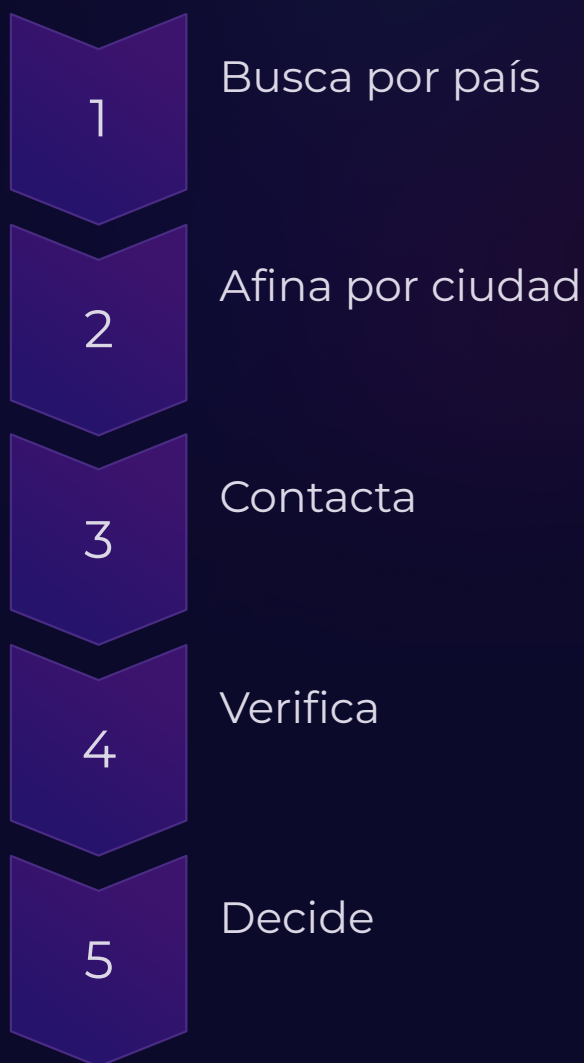 1
Busca por país
2
Afina por ciudad
3
Contacta
4
Verifica
5
Decide